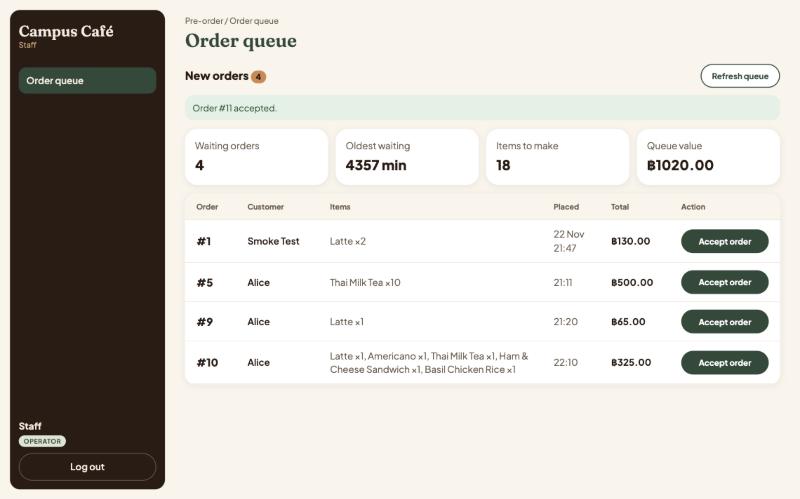 Campus Café
Staff
Order queue
Staff
OPERATOR
Log out
Pre-order / Order queue
Order queue
New orders 4
Refresh queue
Order #11 accepted.
Waiting orders
4
Oldest waiting
4357 min
Items to make
18
Queue value
฿1020.00
Order Customer Items Placed Total Action
#1 Smoke Test Latte ×2 22 Nov 21:47 ฿130.00 Accept order
#5 Alice Thai Milk Tea ×10 21:11 ฿500.00 Accept order
#9 Alice Latte ×1 21:20 ฿65.00 Accept order
#10 Alice Latte ×1, Americano ×1, Thai Milk Tea ×1, Ham &
Cheese Sandwich ×1, Basil Chicken Rice ×1 22:10 ฿325.00 Accept order